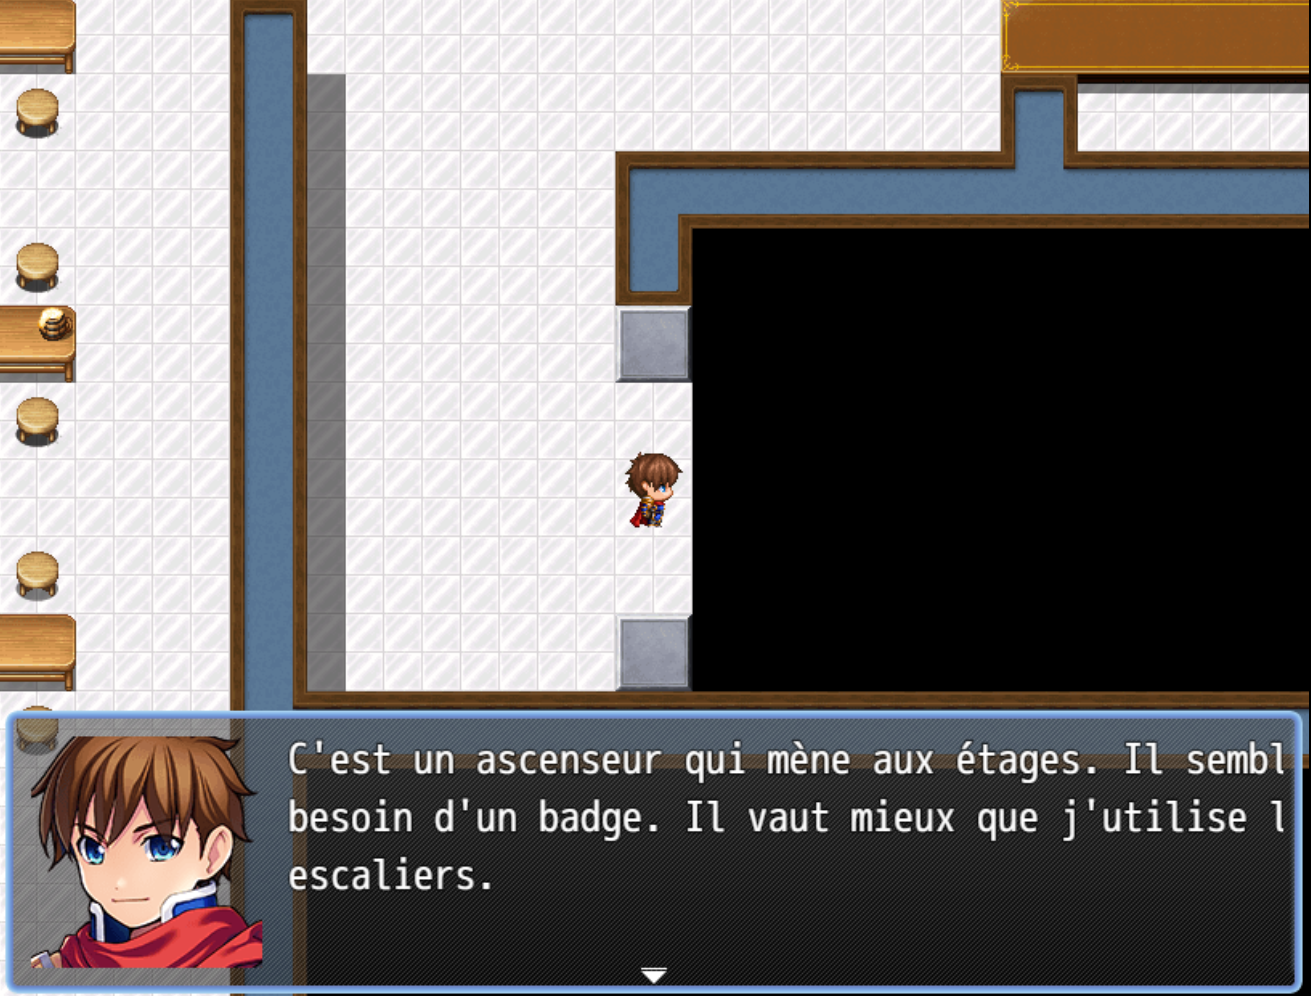 C'est un ascenseur qui mène aux étages. Il sembl
besoin d'un badge. Il vaut mieux que j'utilise l
escaliers.